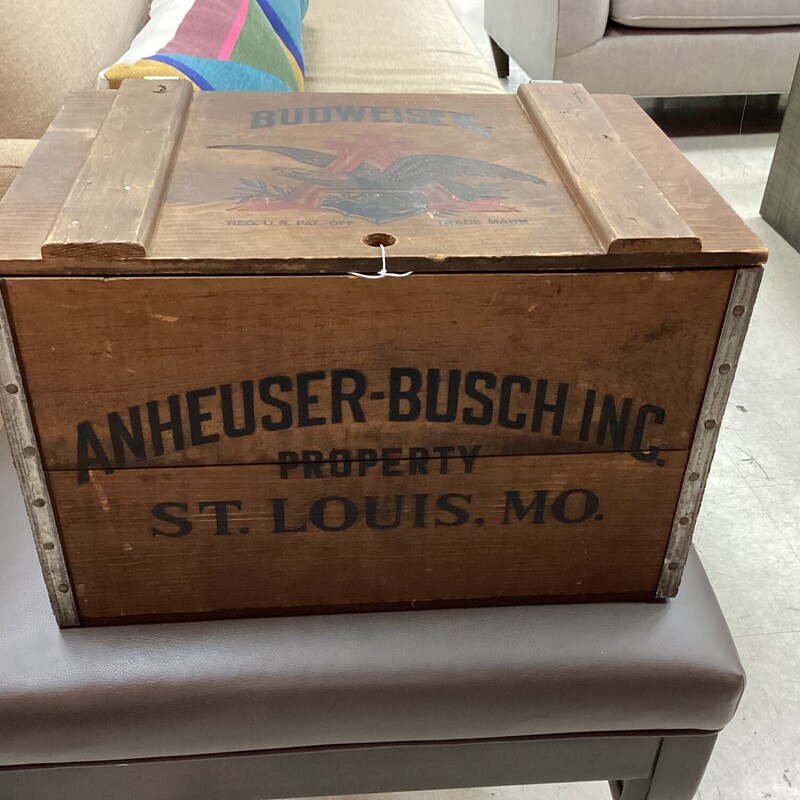 BUDWEISER
REG. U.S. PAT. OFF. TRADE MARK
ANHEUSER-BUSCH INC.
PROPERTY
ST. LOUIS. MO.